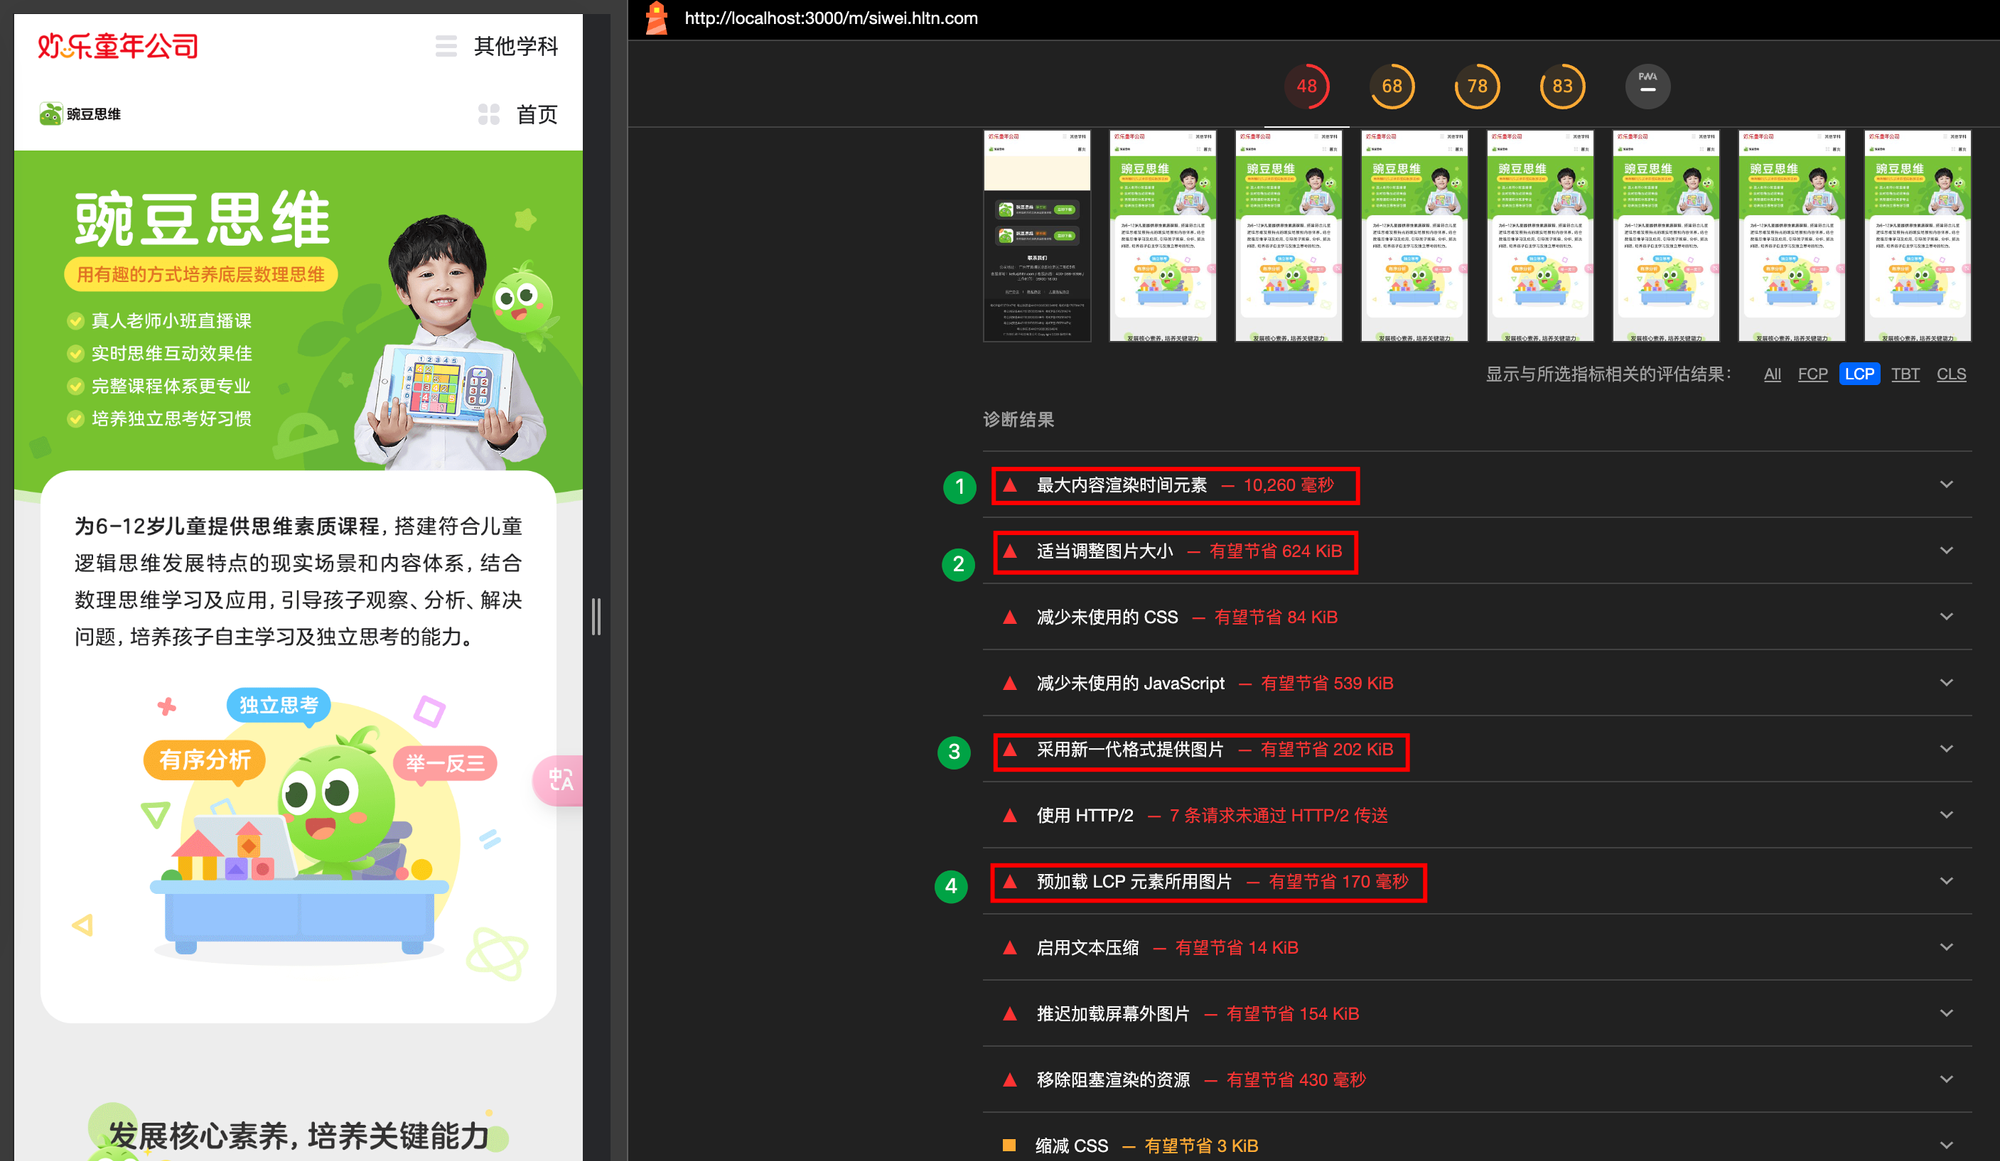 欢乐童年公司
其他学科
豌豆思维
首页
豌豆思维
用有趣的方式培养底层数理思维
真人老师小班直播课
实时思维互动效果佳
完整课程体系更专业
培养独立思考好习惯
为6-12岁儿童提供思维素质课程，搭建符合儿童
逻辑思维发展特点的现实场景和内容体系，结合
数理思维学习及应用，引导孩子观察、分析、解决
问题，培养孩子自主学习及独立思考的能力。
独立思考
有序分析
举一反三
中 A
发展核心素养，培养关键能力
http://localhost:3000/m/siwei.hltn.com
48
68
78
83
PWA
显示与所选指标相关的评估结果：
All FCP LCP TBT CLS
诊断结果
1
最大内容渲染时间元素 — 10,260 毫秒
2
适当调整图片大小 — 有望节省 624 KiB
减少未使用的 CSS — 有望节省 84 KiB
减少未使用的 JavaScript — 有望节省 539 KiB
3
采用新一代格式提供图片 — 有望节省 202 KiB
使用 HTTP/2 — 7 条请求未通过 HTTP/2 传送
4
预加载 LCP 元素所用图片 — 有望节省 170 毫秒
启用文本压缩 — 有望节省 14 KiB
推迟加载屏幕外图片 — 有望节省 154 KiB
移除阻塞渲染的资源 — 有望节省 430 毫秒
缩减 CSS — 有望节省 3 KiB